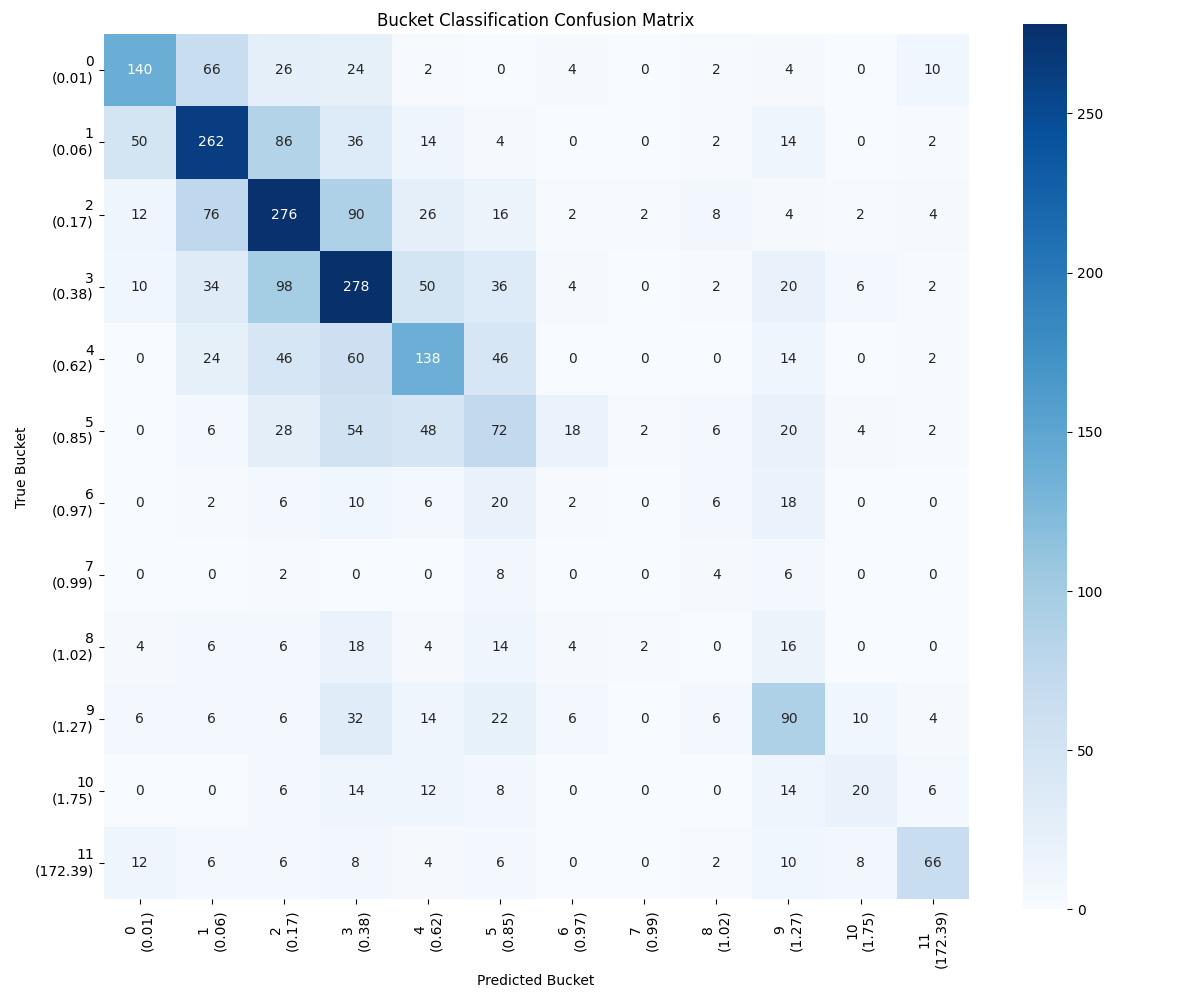 Bucket Classification Confusion Matrix
True Bucket
0
(0.01) 140 66 26 24 2 0 4 0 2 4 0 10
1
(0.06) 50 262 86 36 14 4 0 0 2 14 0 2
2
(0.17) 12 76 276 90 26 16 2 2 8 4 2 4
3
(0.38) 10 34 98 278 50 36 4 0 2 20 6 2
4
(0.62) 0 24 46 60 138 46 0 0 0 14 0 2
5
(0.85) 0 6 28 54 48 72 18 2 6 20 4 2
6
(0.97) 0 2 6 10 6 20 2 0 6 18 0 0
7
(0.99) 0 0 2 0 0 8 0 0 4 6 0 0
8
(1.02) 4 6 6 18 4 14 4 2 0 16 0 0
9
(1.27) 6 6 6 32 14 22 6 0 6 90 10 4
10
(1.75) 0 0 6 14 12 8 0 0 0 14 20 6
11
(172.39) 12 6 6 8 4 6 0 0 2 10 8 66
0 1 2 3 4 5 6 7 8 9 10 11
(0.01) (0.06) (0.17) (0.38) (0.62) (0.85) (0.97) (0.99) (1.02) (1.27) (1.75) (172.39)
Predicted Bucket
250
200
150
100
50
0